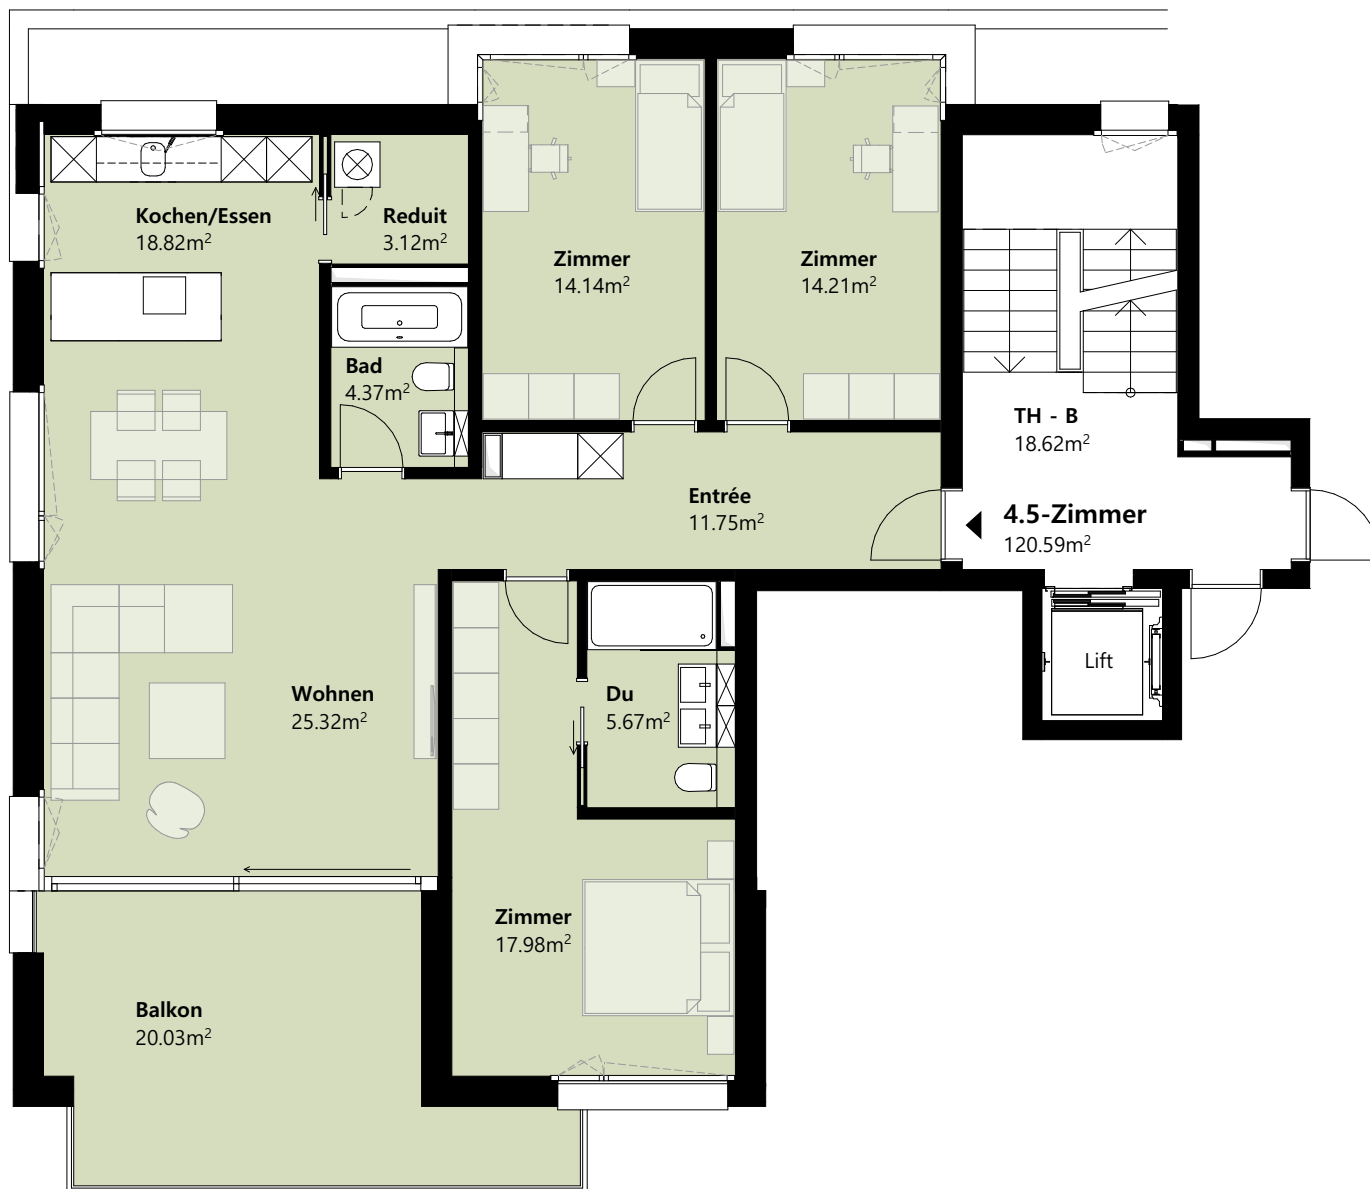 Kochen/Essen
18.82m²
Reduit
3.12m²
Zimmer
14.14m²
Zimmer
14.21m²
Bad
4.37m²
TH - B
18.62m²
Entrée
11.75m²
4.5-Zimmer
120.59m²
Lift
Wohnen
25.32m²
Du
5.67m²
Zimmer
17.98m²
Balkon
20.03m²